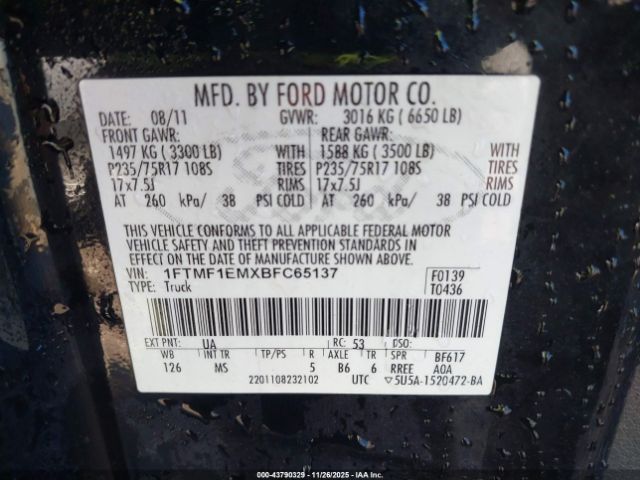 MFD. BY FORD MOTOR CO.
DATE: 08/11 GVWR: 3016 KG ( 6650 LB)
FRONT GAWR: REAR GAWR:
1497 KG ( 3300 LB) WITH 1588 KG ( 3500 LB) WITH
P235/75R17 108S TIRES P235/75R17 108S TIRES
17x7.5J RIMS 17x7.5J RIMS
AT 260 kPa/ 38 PSI COLD AT 260 kPa/ 38 PSI COLD
THIS VEHICLE CONFORMS TO ALL APPLICABLE FEDERAL MOTOR
VEHICLE SAFETY AND THEFT PREVENTION STANDARDS IN
EFFECT ON THE DATE OF MANUFACTURE SHOWN ABOVE.
VIN: 1FTMF1EMXBFC65137 F0139
TYPE: Truck T0436
EXT PNT: UA RC: 53 DSO:
WB INT TR TP/PS R AXLE TR SPR BF617
126 MS 5 B6 6 RREE A0A
2201108232102 UTC ▽5U5A-1520472-BA
000-43790329 - 11/26/2025 - IAAI.COM